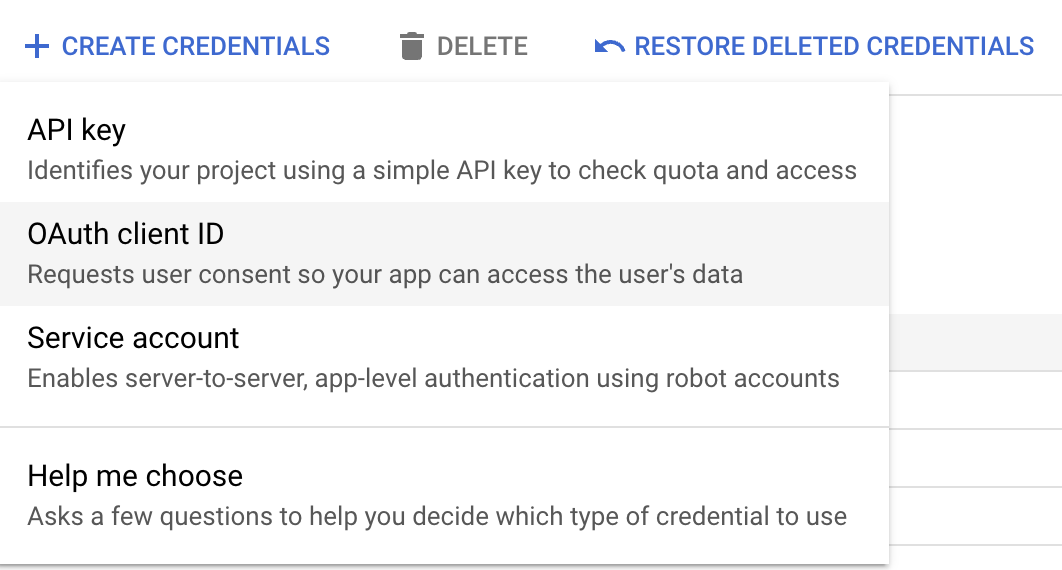 CREATE CREDENTIALS DELETE RESTORE DELETED CREDENTIALS
API key
Identifies your project using a simple API key to check quota and access
OAuth client ID
Requests user consent so your app can access the user's data
Service account
Enables server-to-server, app-level authentication using robot accounts
Help me choose
Asks a few questions to help you decide which type of credential to use